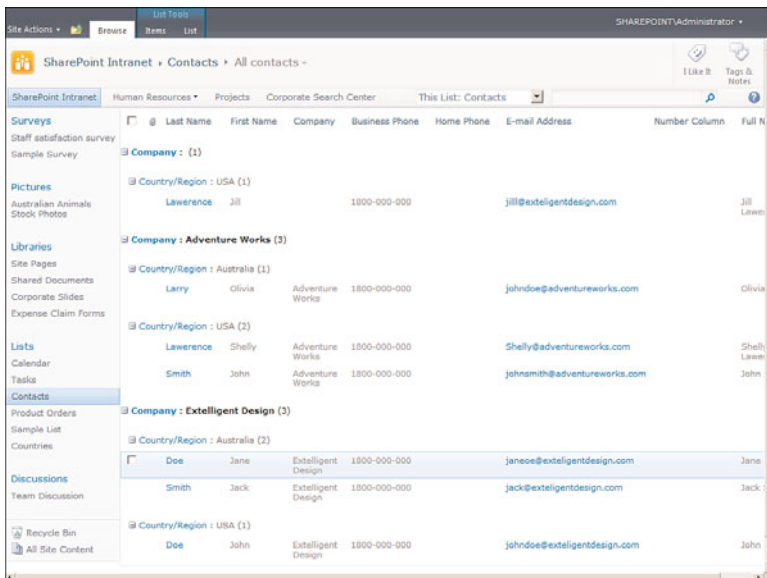 List Tools
Site Actions
Browse
Items
List
SHAREPOINT\Administrator
SharePoint Intranet
Contacts
All contacts
I Like It
Tags &
Notes
SharePoint Intranet
Human Resources
Projects
Corporate Search Center
This List: Contacts
Surveys
Staff satisfaction survey
Sample Survey
Pictures
Australian Animals
Stock Photos
Libraries
Site Pages
Shared Documents
Corporate Slides
Expense Claim Forms
Lists
Calendar
Tasks
Contacts
Product Orders
Sample List
Countries
Discussions
Team Discussion
Recycle Bin
All Site Content
Last Name First Name Company Business Phone Home Phone E-mail Address Number Column Full N
Company : (1)
Country/Region : USA (1)
Lawerence Jill 1800-000-000 jilll@exteligentdesign.com Jill
Lawer
Company : Adventure Works (3)
Country/Region : Australia (1)
Larry Olivia Adventure 1800-000-000 johndoe@adventureworks.com Olivia
Works
Country/Region : USA (2)
Lawerence Shelly Adventure 1800-000-000 Shelly@adventureworks.com Shelly
Works Lawer
Smith John Adventure 1800-000-000 johnsmith@adventureworks.com John
Works
Company : Extelligent Design (3)
Country/Region : Australia (2)
Doe Jane Extelligent 1800-000-000 janeoe@exteligentdesign.com Jane
Design
Smith Jack Extelligent 1800-000-000 jack@exteligentdesign.com Jack
Design
Country/Region : USA (1)
Doe John Extelligent 1800-000-000 johndoe@exteligentdesign.com John
Design